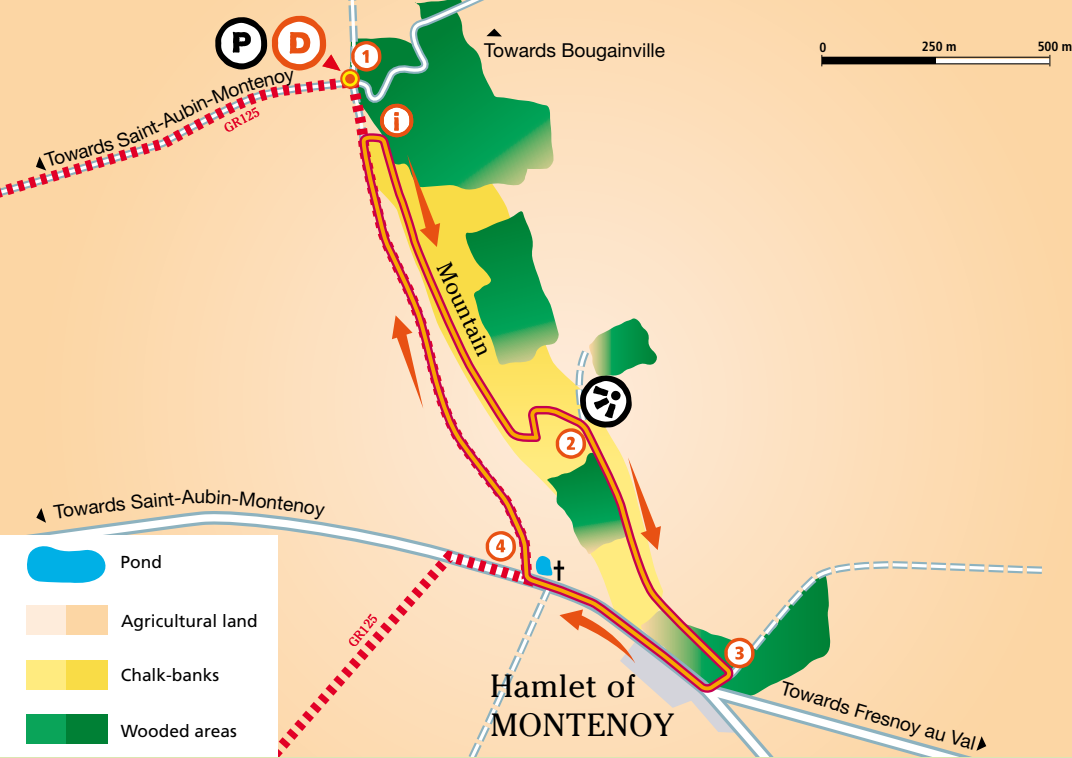 P D
1
Towards Bougainville
0 250 m 500 m
Towards Saint-Aubin-Montenoy
GR125
i
Mountain
2
Towards Saint-Aubin-Montenoy
4
Pond
Agricultural land
Chalk-banks
Wooded areas
GR125
3
Hamlet of
MONTENOY
Towards Fresnoy au Val